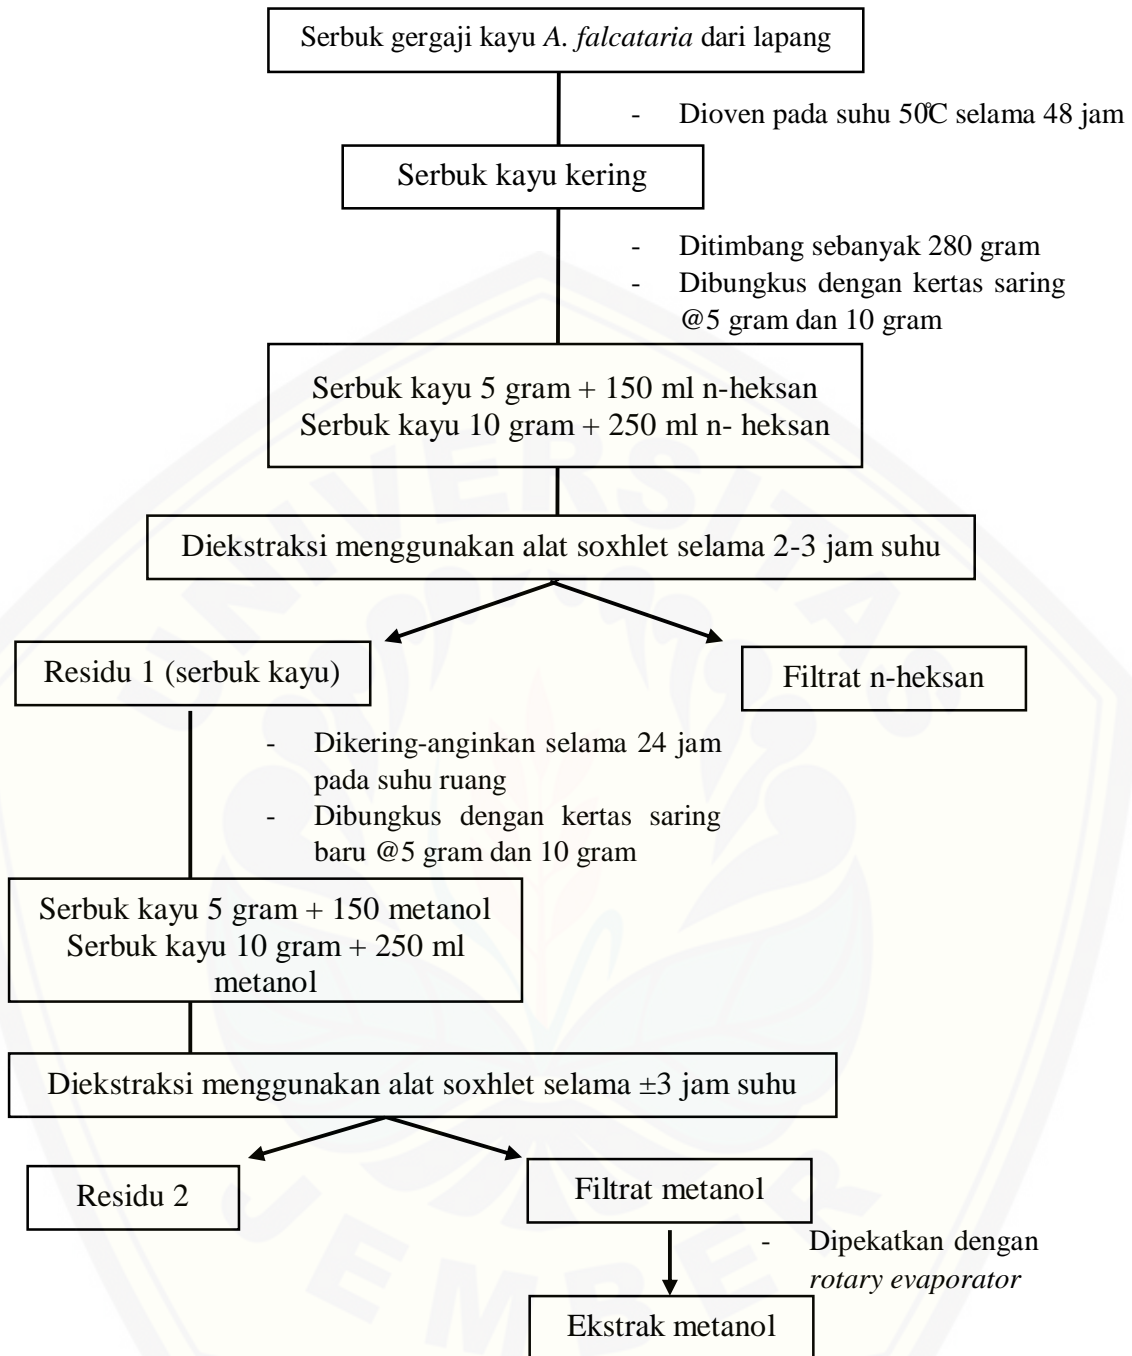 Serbuk gergaji kayu A. falcataria dari lapang
- Dioven pada suhu 50°C selama 48 jam
Serbuk kayu kering
- Ditimbang sebanyak 280 gram
- Dibungkus dengan kertas saring
@5 gram dan 10 gram
Serbuk kayu 5 gram + 150 ml n-heksan
Serbuk kayu 10 gram + 250 ml n- heksan
Diekstraksi menggunakan alat soxhlet selama 2-3 jam suhu
Residu 1 (serbuk kayu)
Filtrat n-heksan
- Dikering-anginkan selama 24 jam
pada suhu ruang
- Dibungkus dengan kertas saring
baru @5 gram dan 10 gram
Serbuk kayu 5 gram + 150 metanol
Serbuk kayu 10 gram + 250 ml
metanol
Diekstraksi menggunakan alat soxhlet selama ±3 jam suhu
Residu 2
Filtrat metanol
- Dipekatkan dengan
rotary evaporator
Ekstrak metanol
UNIVERSITAS
JEMBER